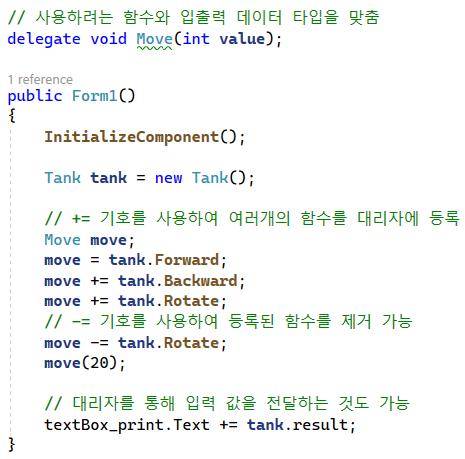 // 사용하려는 함수와 입출력 데이터 타입을 맞춤
delegate void Move(int value);
1 reference
public Form1()
{
InitializeComponent();
Tank tank = new Tank();
// += 기호를 사용하여 여러개의 함수를 대리자에 등록
Move move;
move = tank.Forward;
move += tank.Backward;
move += tank.Rotate;
// -= 기호를 사용하여 등록된 함수를 제거 가능
move -= tank.Rotate;
move(20);
// 대리자를 통해 입력 값을 전달하는 것도 가능
textBox_print.Text += tank.result;
}